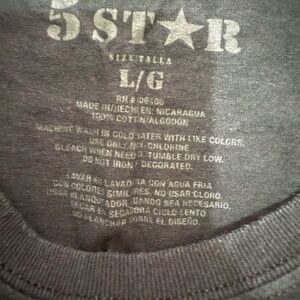 5 STAR
SIZE/TALLA
L/G
RN #
MADE IN/HECHO EN: NICARAGUA
100% COTTON/ALGODON
MACHINE WASH IN COLD WATER WITH LIKE COLORS.
USE ONLY NON-CHLORINE
BLEACH WHEN NEEDED. TUMBLE DRY LOW.
DO NOT IRON DECORATED.
LAVAR EN LAVADORA CON AGUA FRIA
CON COLORES SIMILARES. NO USAR CLORO.
USAR BLANQUEADOR CUANDO SEA NECESARIO.
SECAR EN SECADORA CICLO LENTO
NO PLANCHAR SOBRE EL DISEÑO.